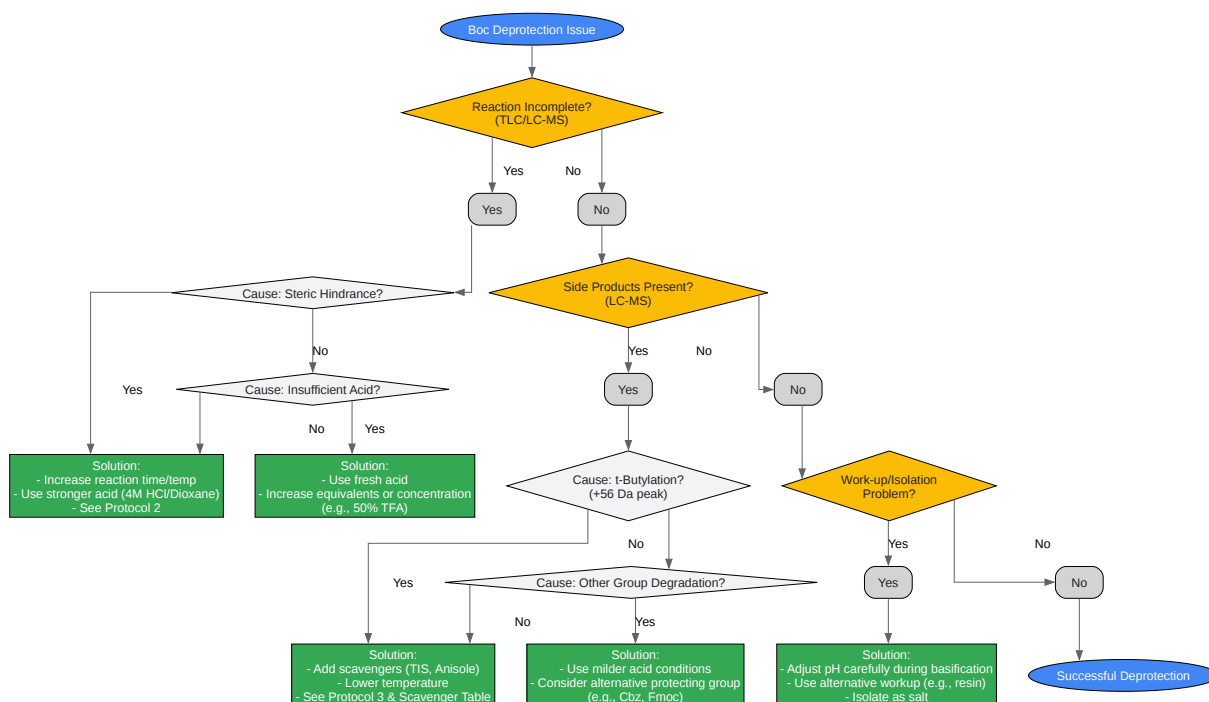 Boc Deprotection Issue
Reaction Incomplete?
(TLC/LC-MS)
Yes
No
Yes
No
Cause: Steric Hindrance?
Side Products Present?
(LC-MS)
No
Yes
No
Yes
Cause: Insufficient Acid?
Yes
No
No
Yes
Solution:
- Increase reaction time/temp
- Use stronger acid (4M HCl/Dioxane)
- See Protocol 2
Solution:
- Use fresh acid
- Increase equivalents or concentration
(e.g., 50% TFA)
Cause: t-Butylation?
(+56 Da peak)
Work-up/Isolation
Problem?
No
Yes
No
Yes
Cause: Other Group Degradation?
Yes
No
No
Yes
Solution:
- Add scavengers (TIS, Anisole)
- Lower temperature
- See Protocol 3 & Scavenger Table
Solution:
- Use milder acid conditions
- Consider alternative protecting group
(e.g., Cbz, Fmoc)
Solution:
- Adjust pH carefully during basification
- Use alternative workup (e.g., resin)
- Isolate as salt
Successful Deprotection